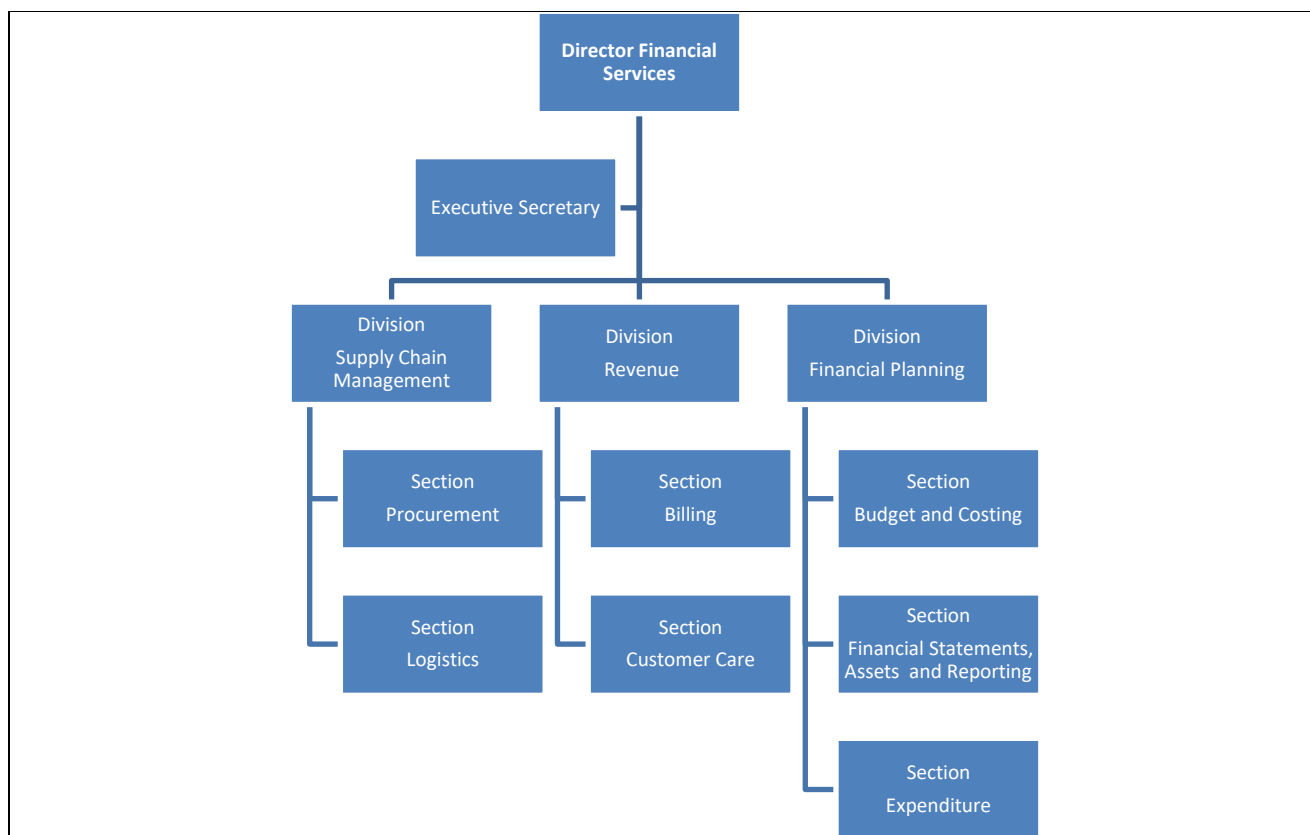 Director Financial
Services
Executive Secretary
Division
Supply Chain
Management
Division
Revenue
Division
Financial Planning
Section
Procurement
Section
Billing
Section
Budget and Costing
Section
Logistics
Section
Customer Care
Section
Financial Statements,
Assets  and Reporting
Section
Expenditure